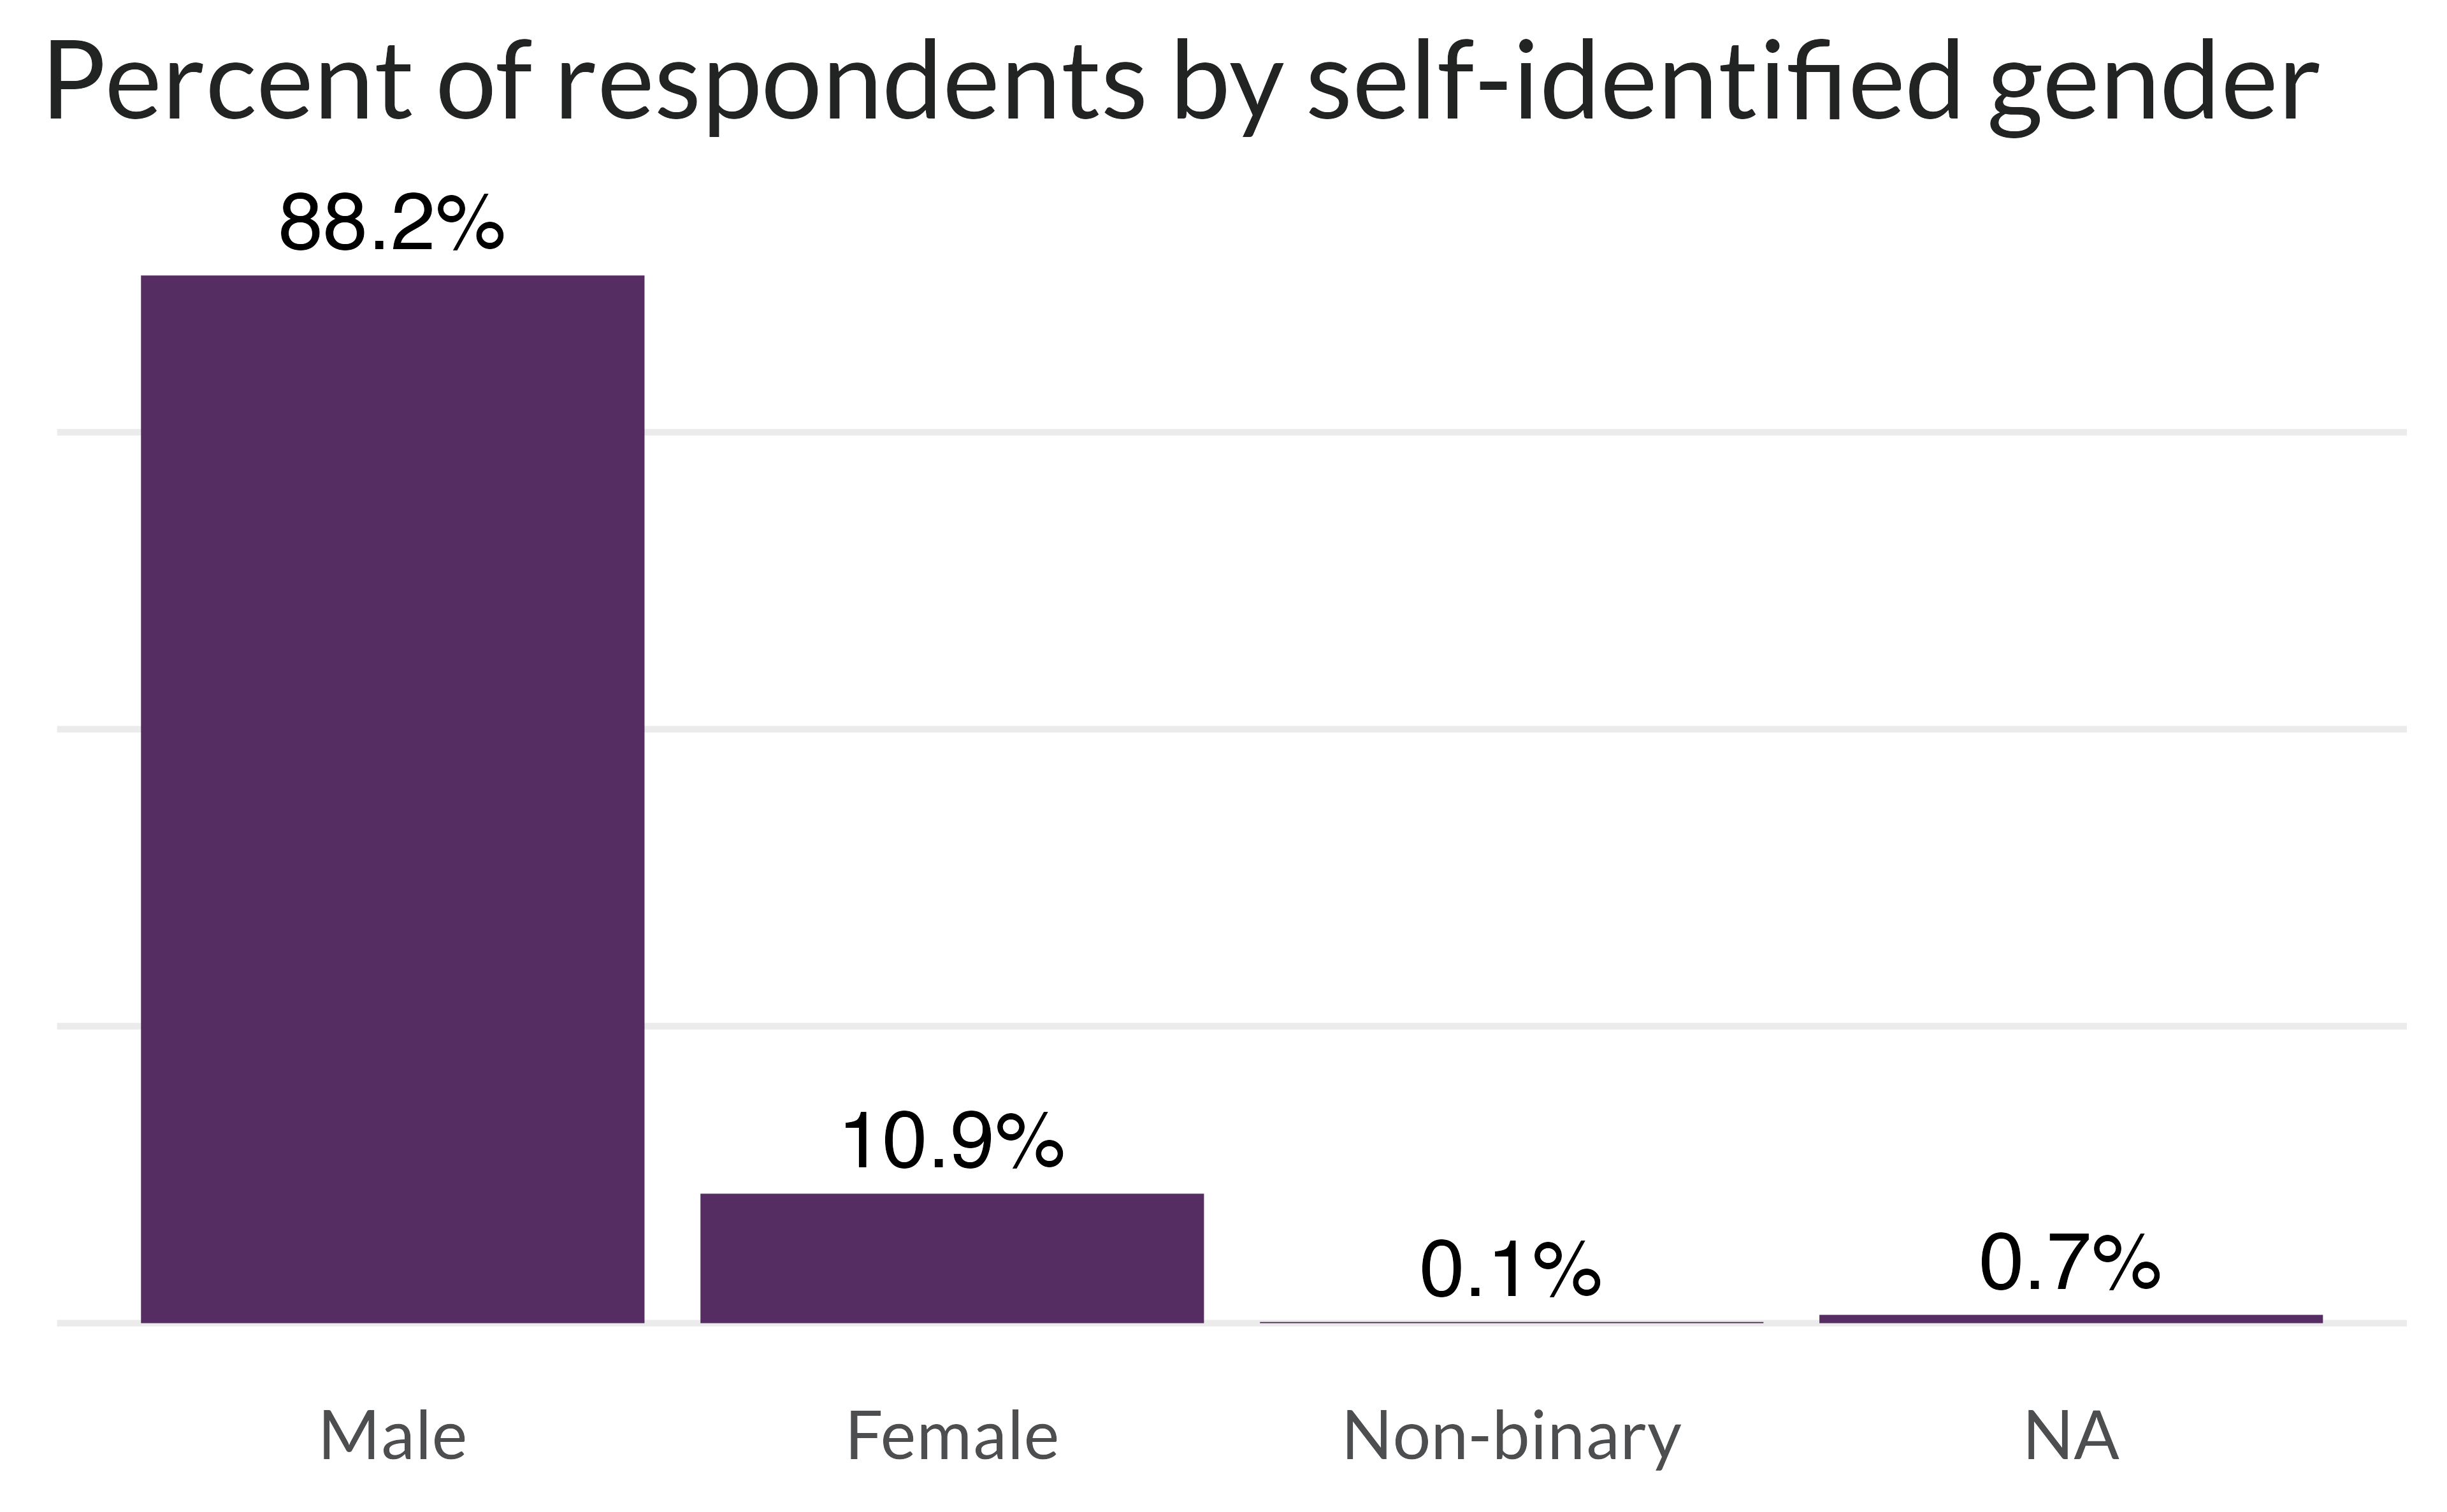 Percent of respondents by self-identified gender
88.2%
10.9%
0.1%
0.7%
Male
Female
Non-binary
NA